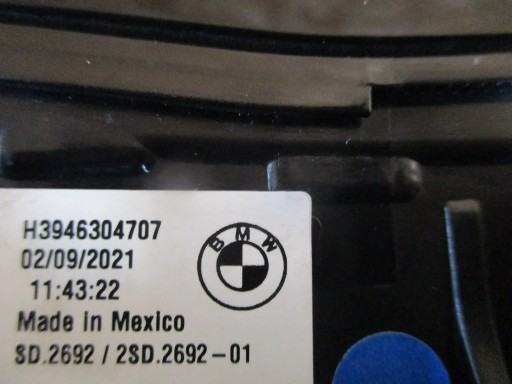 H3946304707
02/09/2021
11:43:22
BMW
Made in Mexico
SD.2692 / 2SD.2692-01